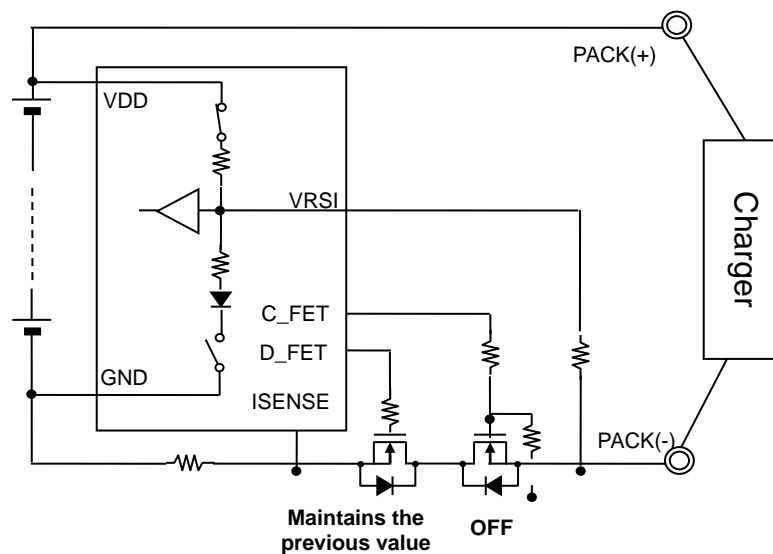 PACK(+)
VDD
VRSI
Charger
C_FET
D_FET
GND
ISENSE
PACK(-)
Maintains the
previous value
OFF